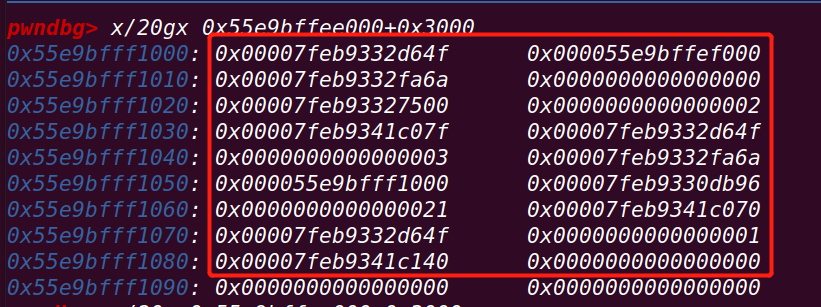 pwndbg> x/20gx 0x55e9bffee000+0x3000
0x55e9bfff1000: 0x00007feb9332d64f 0x000055e9bffef000
0x55e9bfff1010: 0x00007feb9332fa6a 0x0000000000000000
0x55e9bfff1020: 0x00007feb93327500 0x0000000000000002
0x55e9bfff1030: 0x00007feb9341c07f 0x00007feb9332d64f
0x55e9bfff1040: 0x0000000000000003 0x00007feb9332fa6a
0x55e9bfff1050: 0x000055e9bfff1000 0x00007feb9330db96
0x55e9bfff1060: 0x0000000000000021 0x00007feb9341c070
0x55e9bfff1070: 0x00007feb9332d64f 0x0000000000000001
0x55e9bfff1080: 0x00007feb9341c140 0x0000000000000000
0x55e9bfff1090: 0x0000000000000000 0x0000000000000000